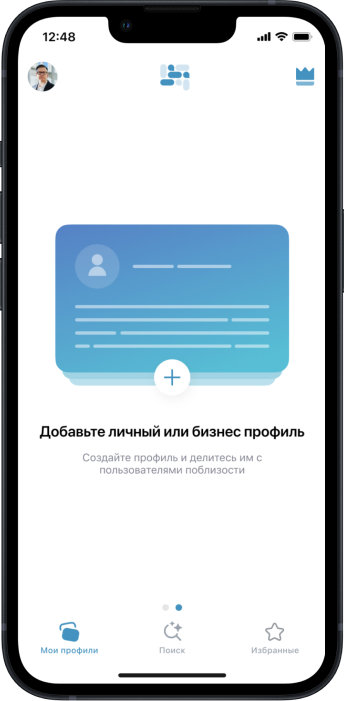 12:48
Добавьте личный или бизнес профиль
Создайте профиль и делитесь им с
пользователями поблизости
Мои профили
Поиск
Избранные